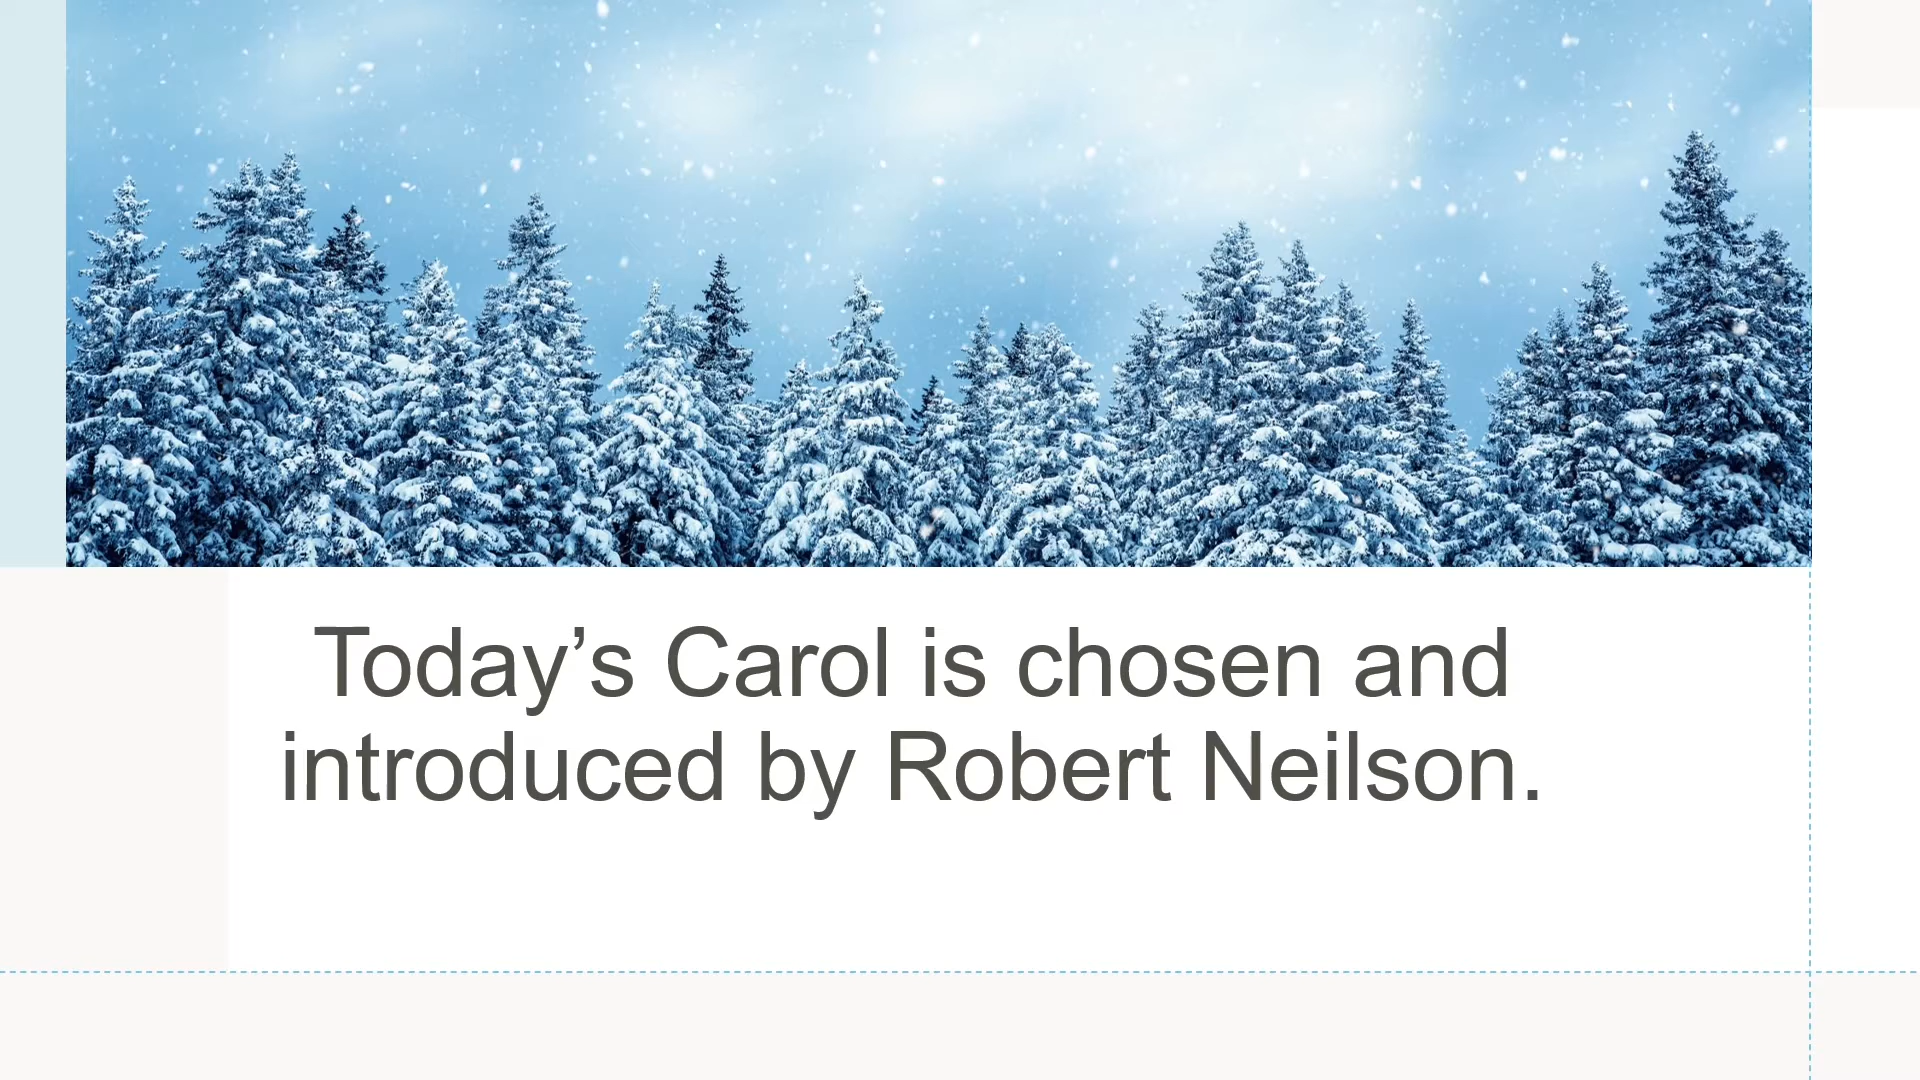 Today’s Carol is chosen and
introduced by Robert Neilson.